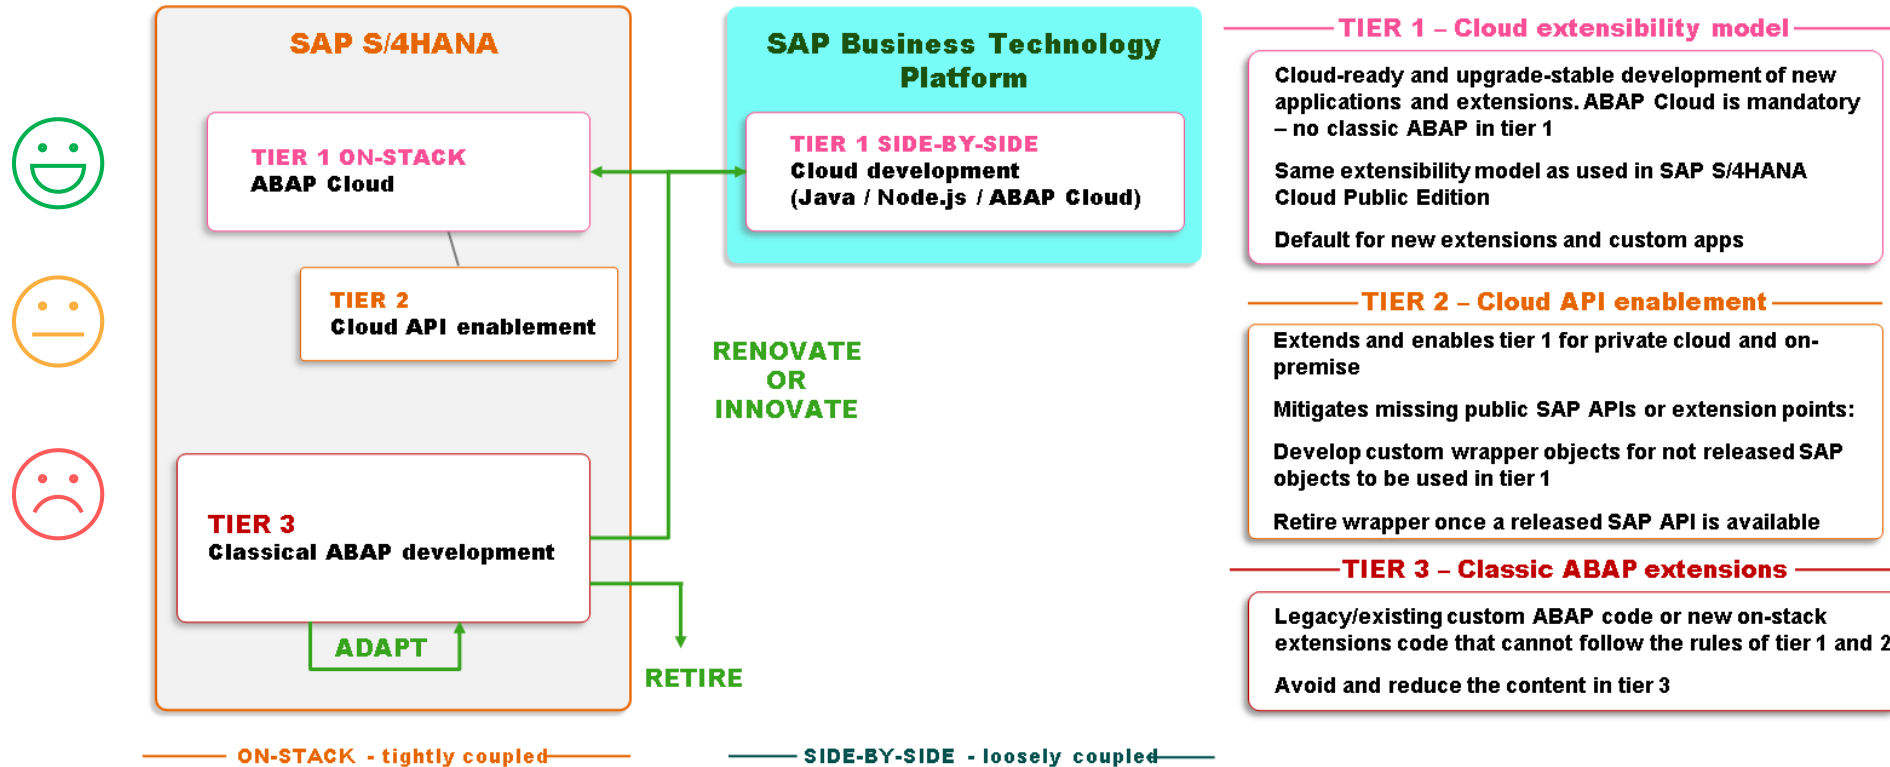 SAP S/4HANA
TIER 1 ON-STACK
ABAP Cloud
TIER 2
Cloud API enablement
TIER 3
Classical ABAP development
ADAPT
RETIRE
RENOVATE
OR
INNOVATE
ON-STACK - tightly coupled
SAP Business Technology
Platform
TIER 1 SIDE-BY-SIDE
Cloud development
(Java / Node.js / ABAP Cloud)
SIDE-BY-SIDE - loosely coupled
TIER 1 – Cloud extensibility model
Cloud-ready and upgrade-stable development of new
applications and extensions. ABAP Cloud is mandatory
– no classic ABAP in tier 1
Same extensibility model as used in SAP S/4HANA
Cloud Public Edition
Default for new extensions and custom apps
TIER 2 – Cloud API enablement
Extends and enables tier 1 for private cloud and on-
premise
Mitigates missing public SAP APIs or extension points:
Develop custom wrapper objects for not released SAP
objects to be used in tier 1
Retire wrapper once a released SAP API is available
TIER 3 – Classic ABAP extensions
Legacy/existing custom ABAP code or new on-stack
extensions code that cannot follow the rules of tier 1 and 2
Avoid and reduce the content in tier 3